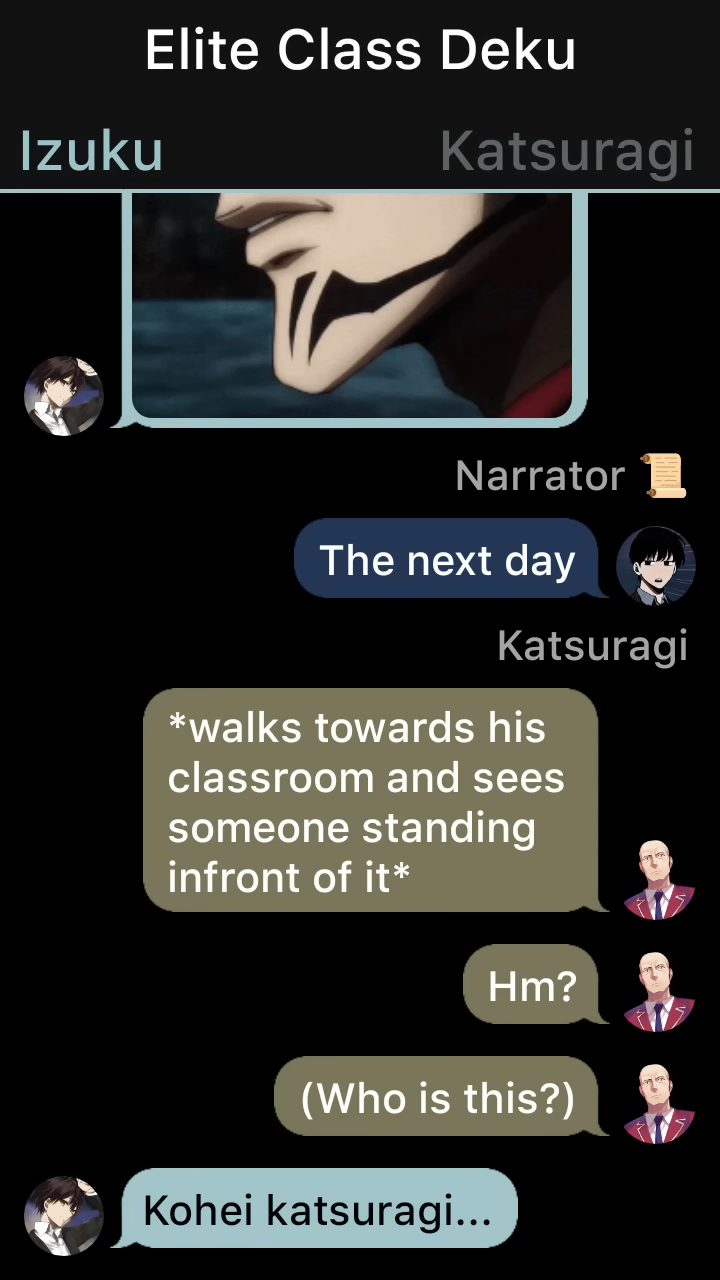 Elite Class Deku
Izuku
Katsuragi
Narrator 📜
The next day
Katsuragi
*walks towards his
classroom and sees
someone standing
infront of it*
Hm?
(Who is this?)
Kohei katsuragi...